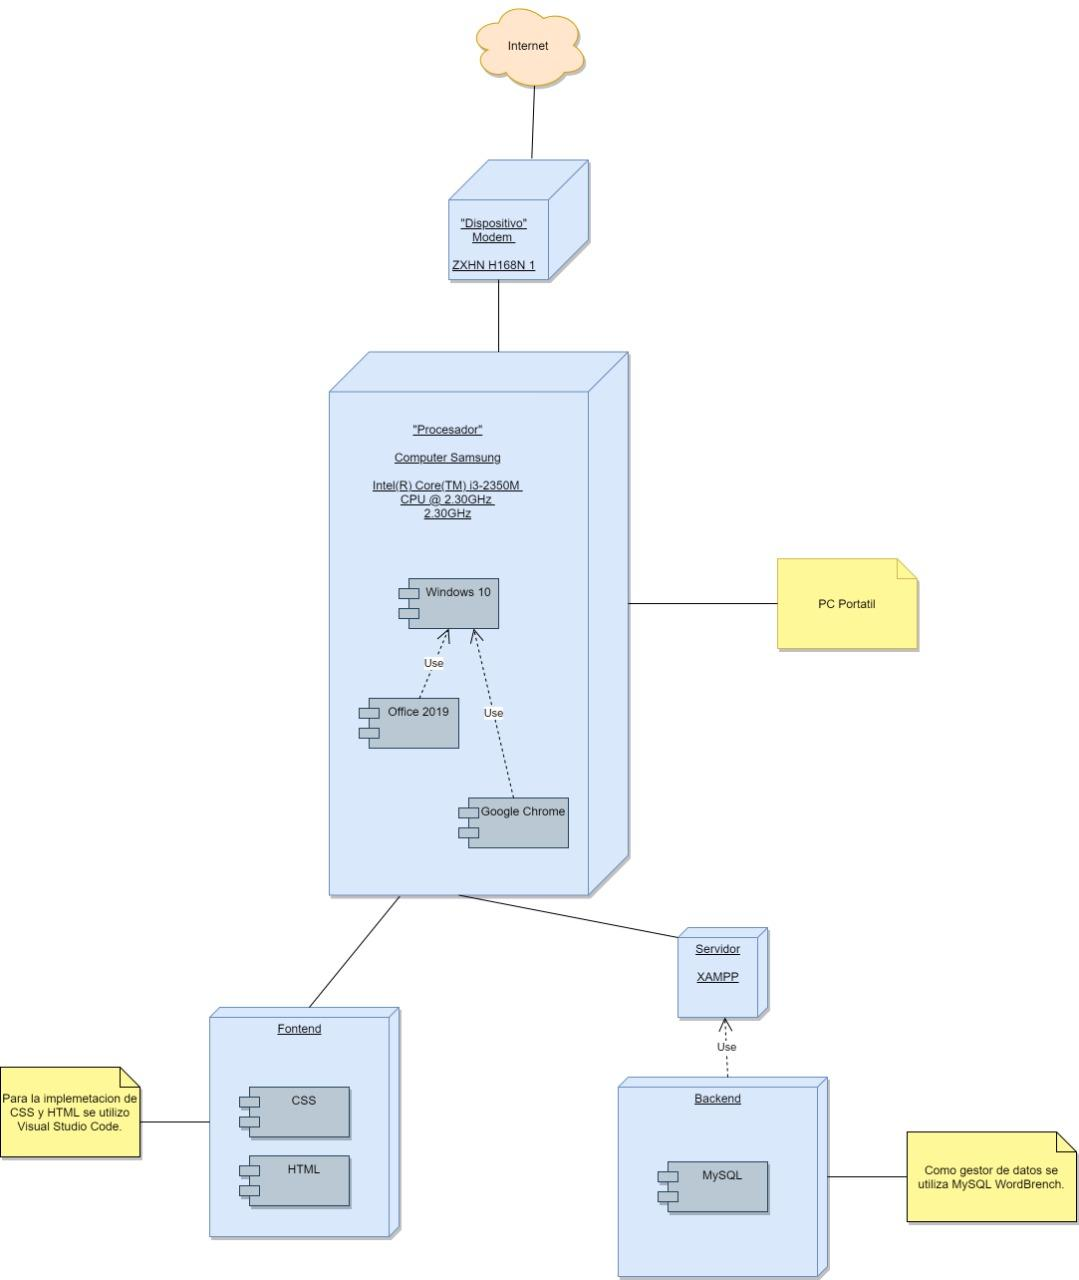 Internet
"Dispositivo"
Modem
ZXHN H168N 1
"Procesador"
Computer Samsung
Intel(R) Core(TM) i3-2350M
CPU @ 2.30GHz
2.30GHz
Windows 10
PC Portatil
Use
Office 2019
Use
Google Chrome
Servidor
XAMPP
Fontend
Use
CSS
Para la implemetacion de
CSS y HTML se utilizo
Visual Studio Code.
Backend
HTML
MySQL
Como gestor de datos se
utiliza MySQL WordBrench.